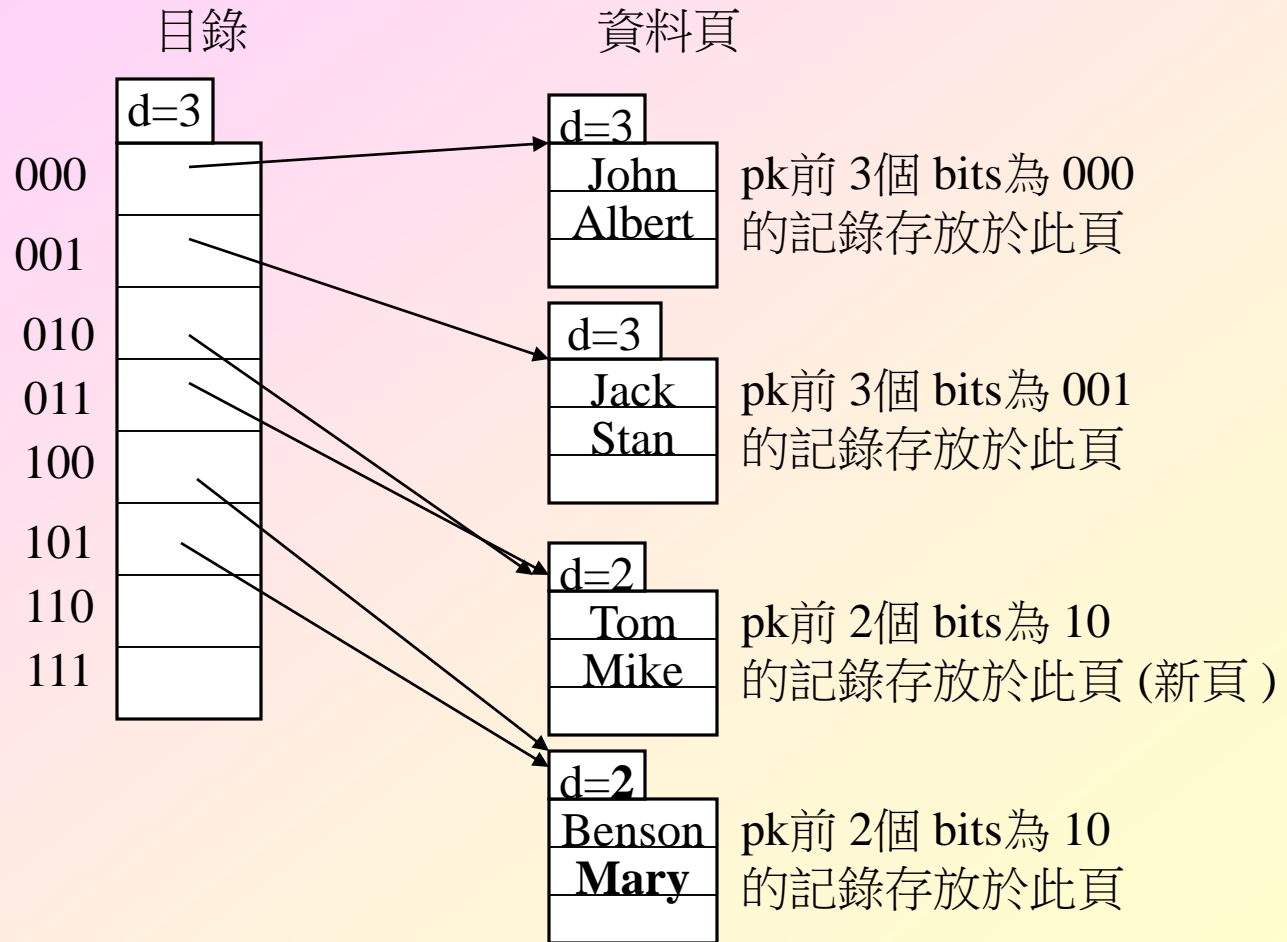 目錄
資料頁
d=3
000
001
010
011
100
101
110
111
d=3
John
Albert
pk前 3個 bits為 000
的記錄存放於此頁
d=3
Jack
Stan
pk前 3個 bits為 001
的記錄存放於此頁
d=2
Tom
Mike
pk前 2個 bits為 10
的記錄存放於此頁 (新頁 )
d=2
Benson
Mary
pk前 2個 bits為 10
的記錄存放於此頁